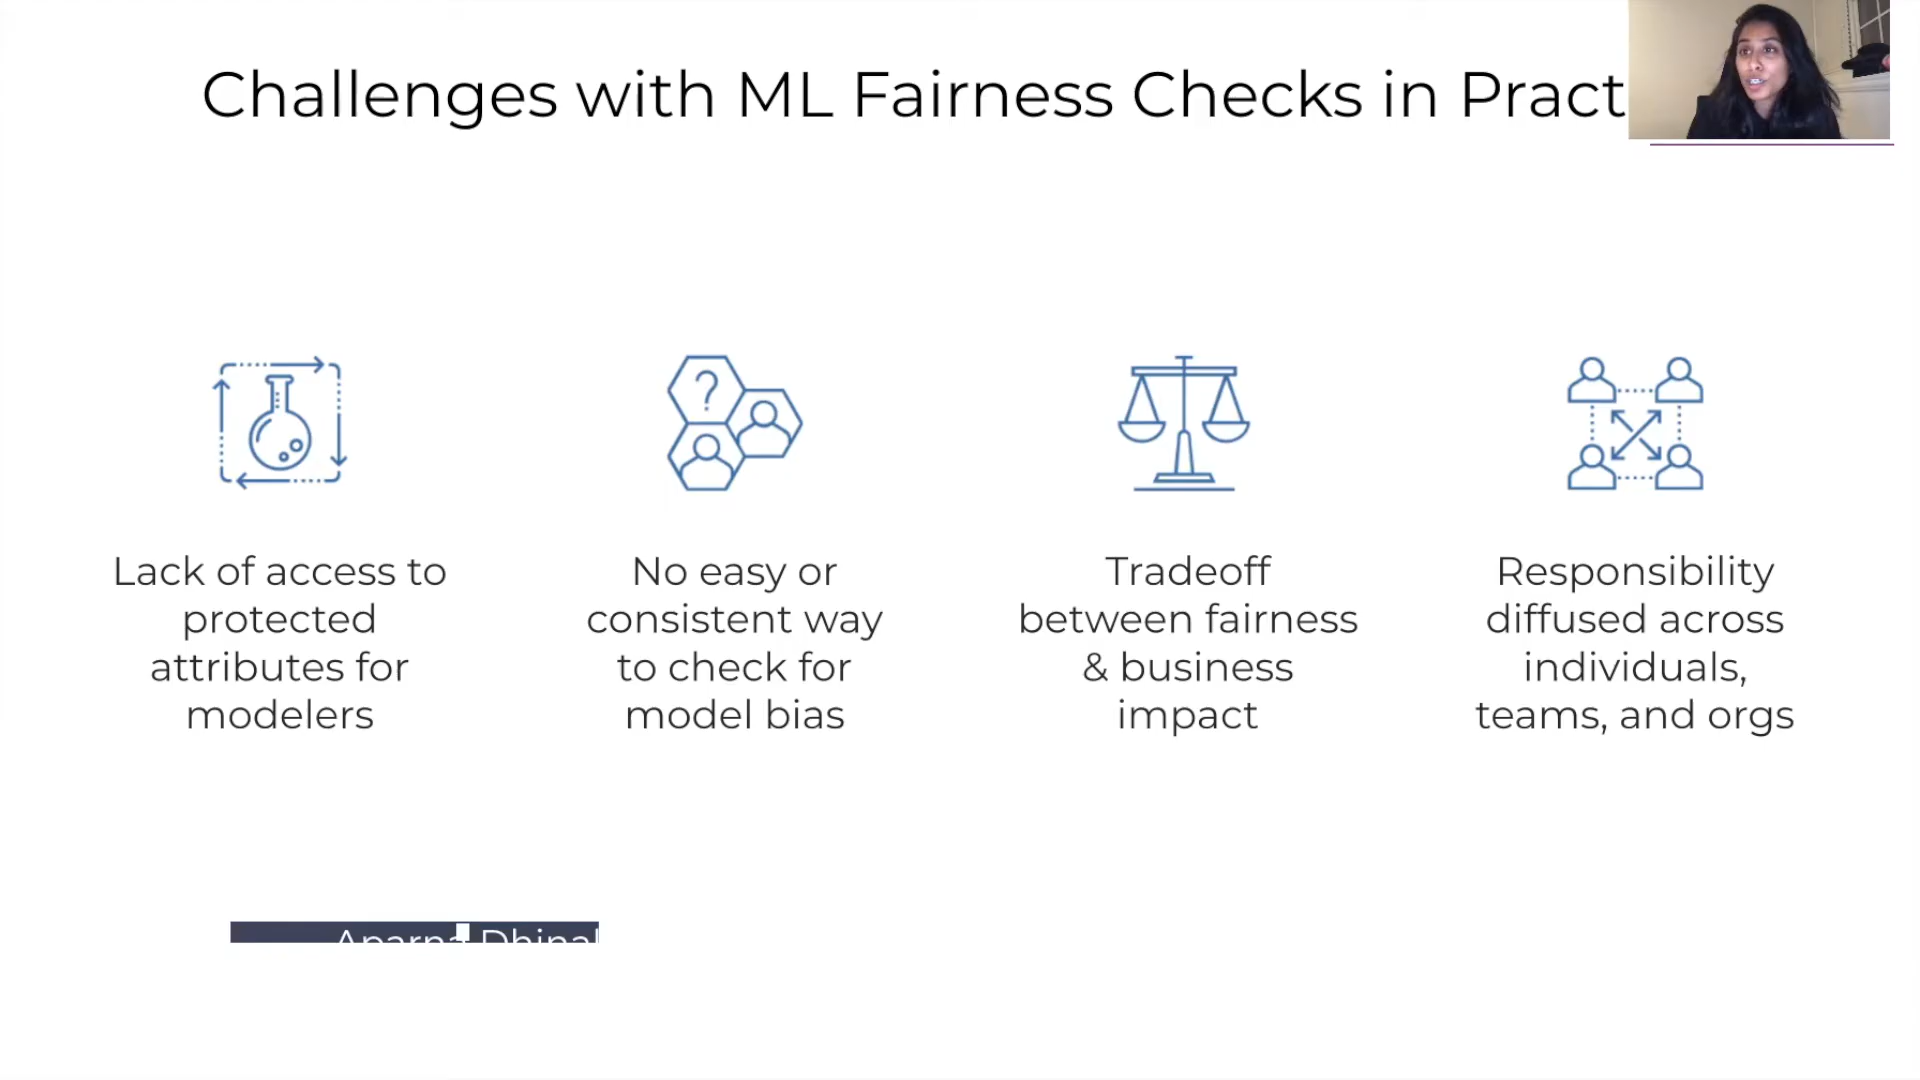 Challenges with ML Fairness Checks in Pract
?
Lack of access to
protected
attributes for
modelers
No easy or
consistent way
to check for
model bias
Tradeoff
between fairness
& business
impact
Responsibility
diffused across
individuals,
teams, and orgs
Aparna